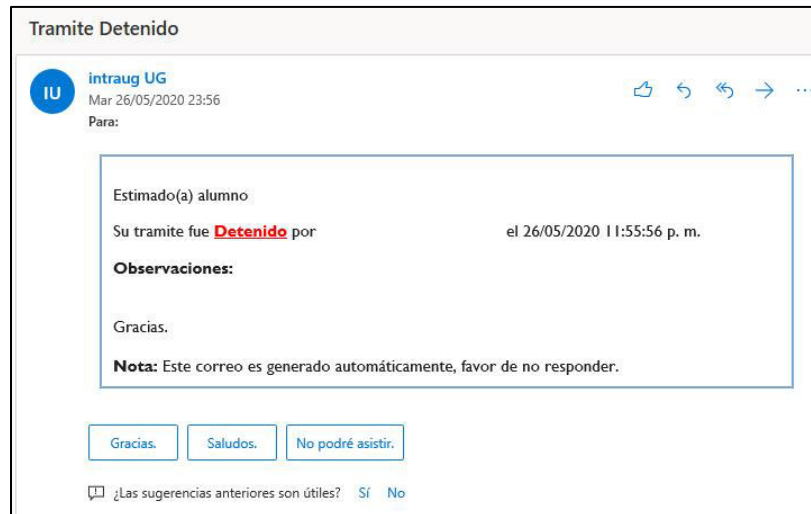 Tramite Detenido
IU
intraug UG
Mar 26/05/2020 23:56
Para:
Estimado(a) alumno
Su tramite fue Detenido por el 26/05/2020 11:55:56 p. m.
Observaciones:
Gracias.
Nota: Este correo es generado automáticamente, favor de no responder.
Gracias. Saludos. No podré asistir.
¿Las sugerencias anteriores son útiles? Sí No